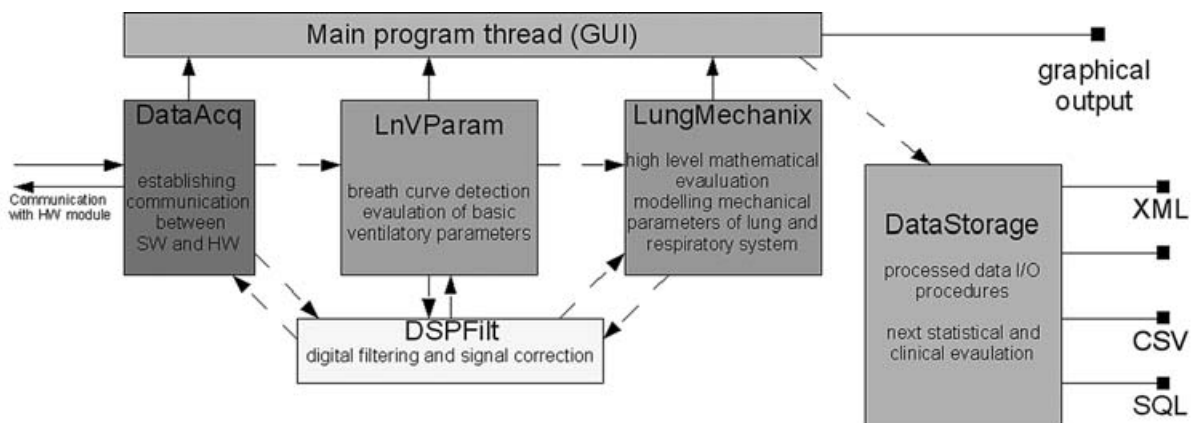 Main program thread (GUI)
graphical
output
DataAcq
establishing
communication
between
SW and HW
LnVParam
breath curve detection
evaulation of basic
ventilatory parameters
LungMechanix
high level mathematical
evauluation
modelling mechanical
parameters of lung and
respiratory system
Communication
with HW module
DSPFilt
digital filtering and signal correction
DataStorage
processed data I/O
procedures
next statistical and
clinical evaulation
XML
CSV
SQL